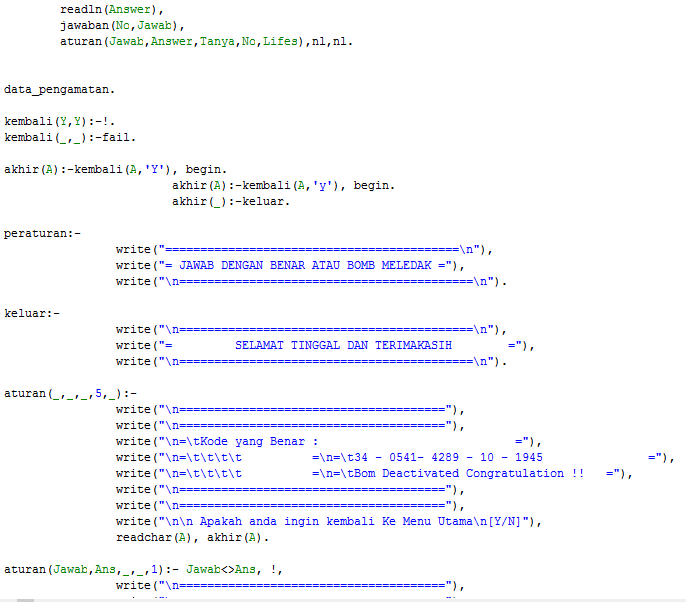 readln(Answer),
jawaban(No,Jawab),
aturan(Jawab,Answer,Tanya,No,Lifes),nl,nl.
data_pengamatan.
kembali(Y,Y):-!.
kembali(_,_):-fail.
akhir(A):-kembali(A,'Y'), begin.
akhir(A):-kembali(A,'y'), begin.
akhir(_):-keluar.
peraturan:-
write("==========================================\n"),
write("= JAWAB DENGAN BENAR ATAU BOMB MELEDAK ="),
write("\n==========================================\n").
keluar:-
write("\n==========================================\n"),
write("=         SELAMAT TINGGAL DAN TERIMAKASIH        ="),
write("\n==========================================\n").
aturan(_,_,_,5,_):-
write("\n======================================"),
write("\n======================================"),
write("\n=\tKode yang Benar :                            ="),
write("\n=\t\t\t\t          =\n=\t34 - 0541- 4289 - 10 - 1945               ="),
write("\n=\t\t\t\t          =\n=\tBom Deactivated Congratulation !!   ="),
write("\n======================================"),
write("\n======================================"),
write("\n\n Apakah anda ingin kembali Ke Menu Utama\n[Y/N]"),
readchar(A), akhir(A).
aturan(Jawab,Ans,_,_,1):- Jawab<>Ans, !,
write("\n======================================"),